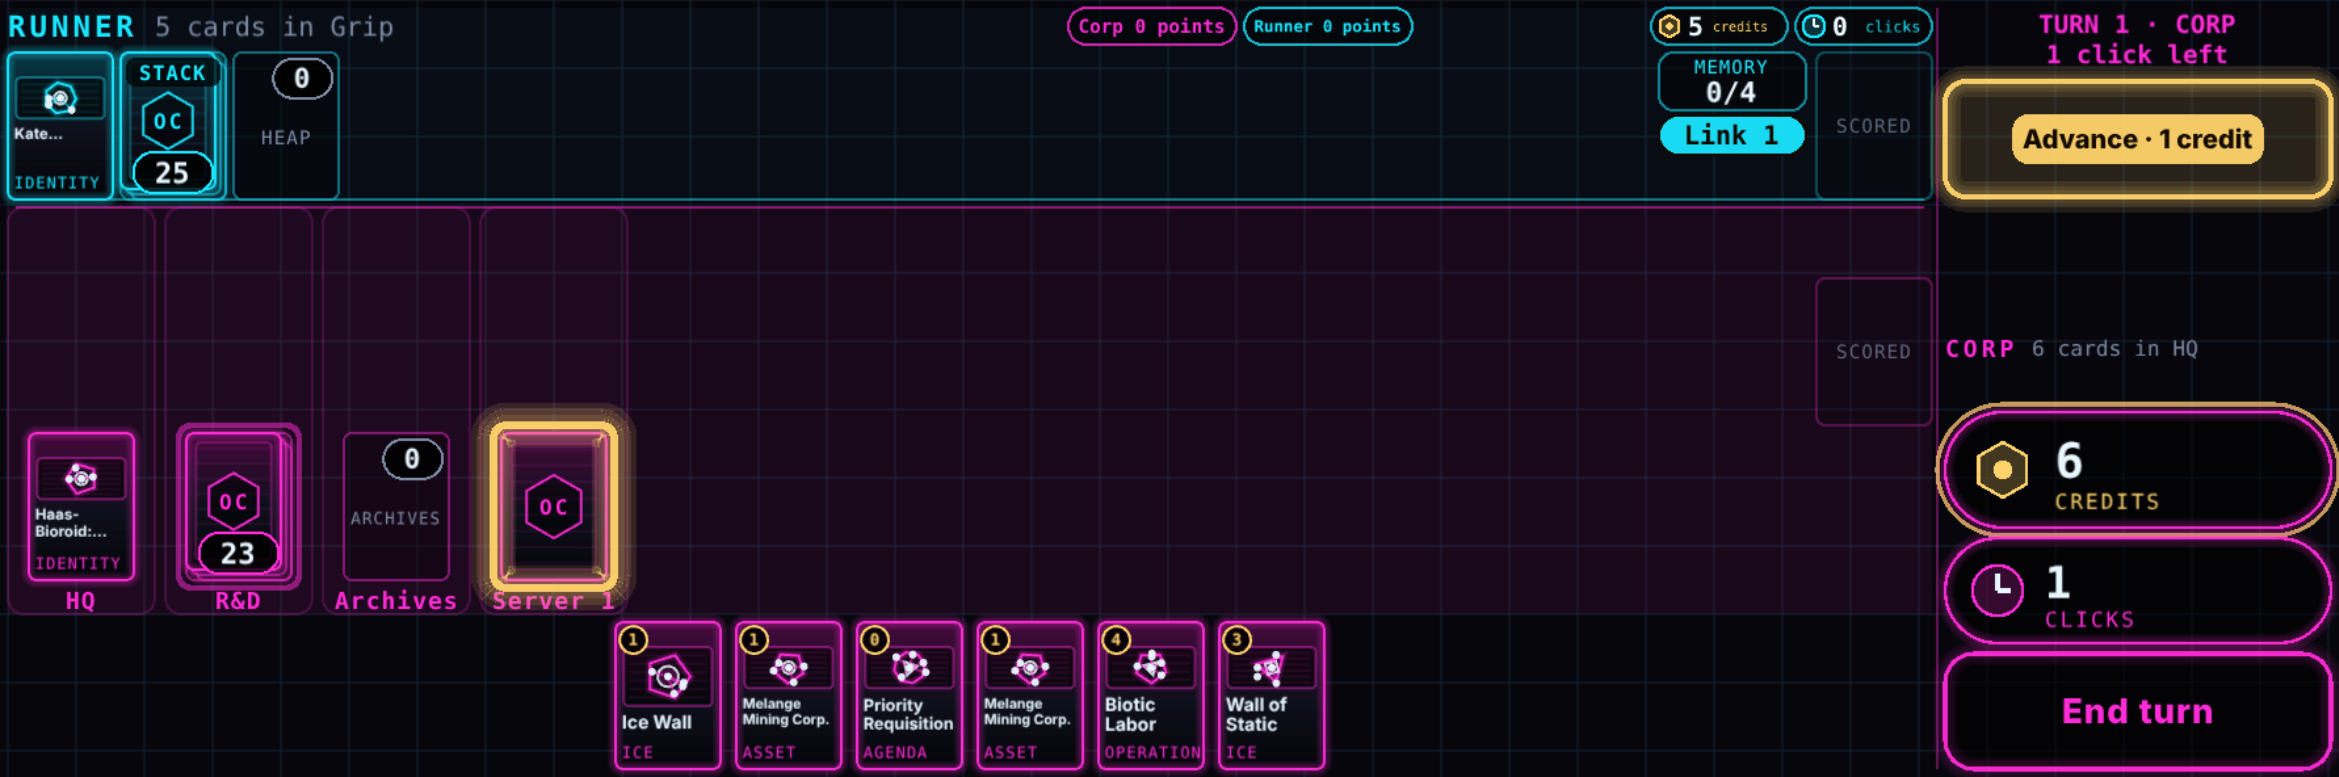 RUNNER 5 cards in Grip
Corp 0 points
Runner 0 points
5 credits
0 clicks
TURN 1 · CORP
1 click left
Kate...
IDENTITY
STACK
OC
25
0
HEAP
MEMORY
0/4
Link 1
SCORED
Advance · 1 credit
SCORED
CORP 6 cards in HQ
Haas-
Bioroid:...
IDENTITY
HQ
OC
23
R&D
0
ARCHIVES
Archives
OC
Server 1
6
CREDITS
1
CLICKS
End turn
1
Ice Wall
ICE
1
Melange
Mining Corp.
ASSET
0
Priority
Requisition
AGENDA
1
Melange
Mining Corp.
ASSET
4
Biotic
Labor
OPERATION
3
Wall of
Static
ICE